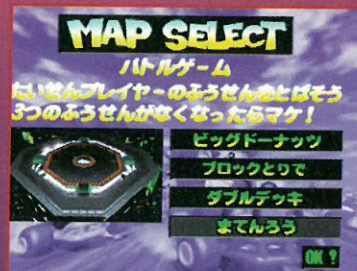 MAP SELECT
バトルゲーム
たいせんプレイヤーのふうせんをとばそう
3つのふうせんがなくなったらマケ!
ビッグドーナッツ
ブロックとりで
ダブルデッキ
まてんろう
OK ?